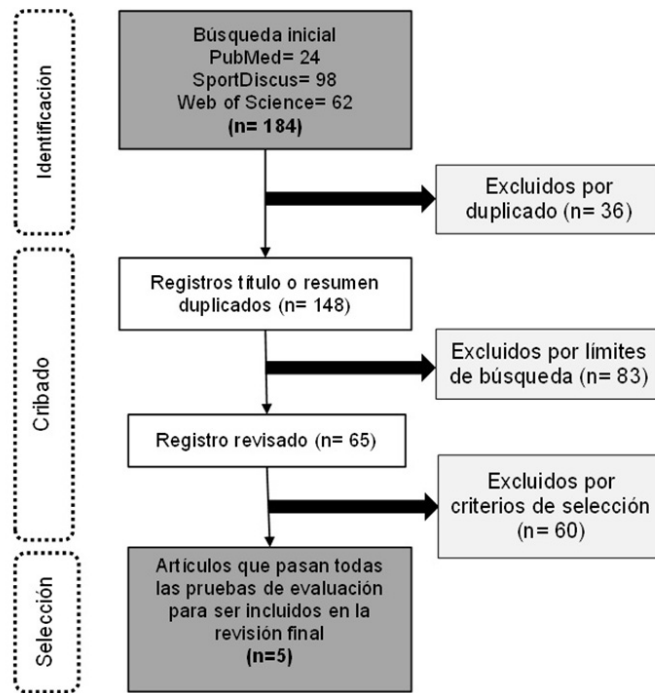 Identificación
Búsqueda inicial
PubMed= 24
SportDiscus= 98
Web of Science= 62
(n= 184)
Excluidos por
duplicado (n= 36)
Cribado
Registros título o resumen
duplicados (n= 148)
Excluidos por límites
de búsqueda (n= 83)
Registro revisado (n= 65)
Excluidos por
criterios de selección
(n= 60)
Selección
Artículos que pasan todas
las pruebas de evaluación
para ser incluidos en la
revisión final
(n=5)